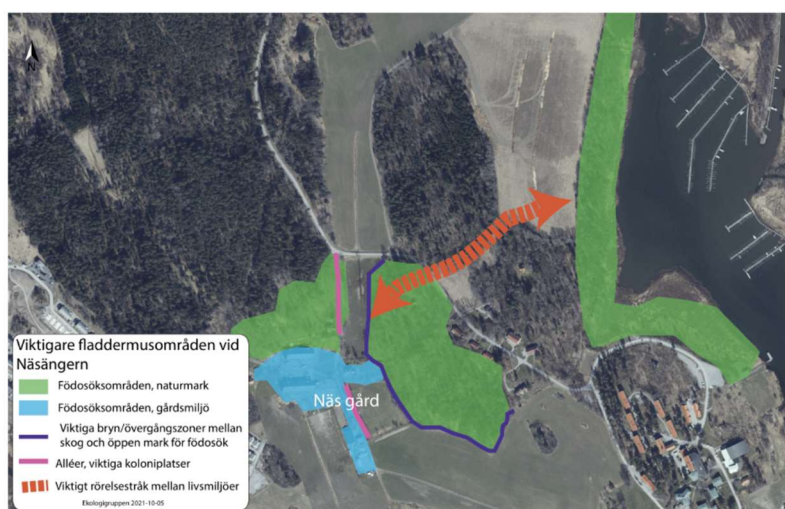 N
Viktigare fladdermusområden vid
Näsängern
Födosöksområden, naturmark
Födosöksområden, gårdsmiljö
Viktiga bryn/övergångszoner mellan
skog och öppen mark för födosök
Alléer, viktiga koloniplatser
Viktigt rörelsestråk mellan livsmiljöer
Ekologigruppen 2021-10-05
Näs gård